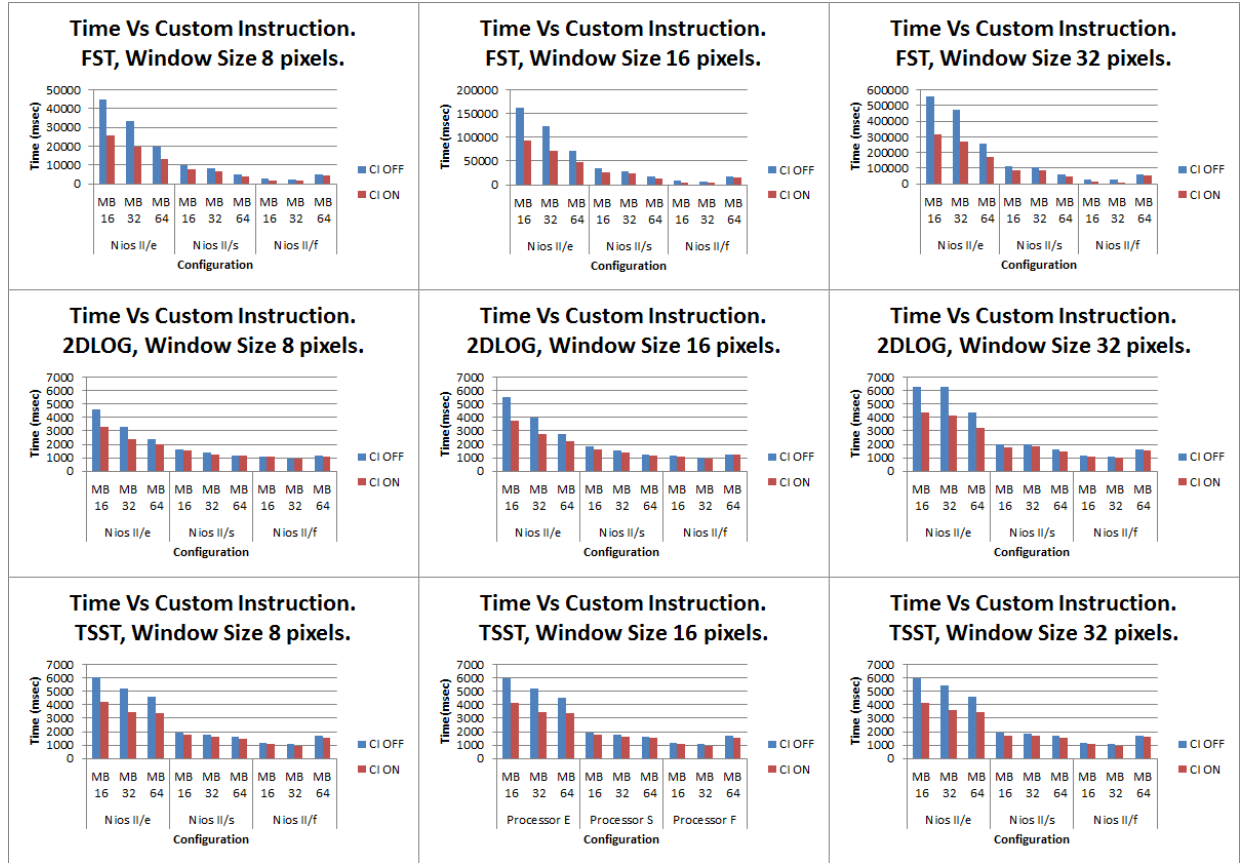 Time Vs Custom Instruction.
FST, Window Size 8 pixels.
Time (msec)
50000
40000
30000
20000
10000
0
MB MB MB MB MB MB MB MB MB
16 32 64 16 32 64 16 32 64
Nios II/e Nios II/s Nios II/f
Configuration
CI OFF
CI ON
Time Vs Custom Instruction.
FST, Window Size 16 pixels.
Time(msec)
200000
150000
100000
50000
0
MB MB MB MB MB MB MB MB MB
16 32 64 16 32 64 16 32 64
Nios II/e Nios II/s Nios II/f
Configuration
CI OFF
CI ON
Time Vs Custom Instruction.
FST, Window Size 32 pixels.
Time (msec)
600000
500000
400000
300000
200000
100000
0
MB MB MB MB MB MB MB MB MB
16 32 64 16 32 64 16 32 64
Nios II/e Nios II/s Nios II/f
Configuration
CI OFF
CI ON
Time Vs Custom Instruction.
2DLOG, Window Size 8 pixels.
Time (msec)
7000
6000
5000
4000
3000
2000
1000
0
MB MB MB MB MB MB MB MB MB
16 32 64 16 32 64 16 32 64
Nios II/e Nios II/s Nios II/f
Configuration
CI OFF
CI ON
Time Vs Custom Instruction.
2DLOG, Window Size 16 pixels.
Time(msec)
7000
6000
5000
4000
3000
2000
1000
0
MB MB MB MB MB MB MB MB MB
16 32 64 16 32 64 16 32 64
Nios II/e Nios II/s Nios II/f
Configuration
CI OFF
CI ON
Time Vs Custom Instruction.
2DLOG, Window Size 32 pixels.
Time (msec)
7000
6000
5000
4000
3000
2000
1000
0
MB MB MB MB MB MB MB MB MB
16 32 64 16 32 64 16 32 64
Nios II/e Nios II/s Nios II/f
Configuration
CI OFF
CI ON
Time Vs Custom Instruction.
TSST, Window Size 8 pixels.
Time (msec)
7000
6000
5000
4000
3000
2000
1000
0
MB MB MB MB MB MB MB MB MB
16 32 64 16 32 64 16 32 64
Nios II/e Nios II/s Nios II/f
Configuration
CI OFF
CI ON
Time Vs Custom Instruction.
TSST, Window Size 16 pixels.
Time(msec)
7000
6000
5000
4000
3000
2000
1000
0
MB MB MB MB MB MB MB MB MB
16 32 64 16 32 64 16 32 64
Processor E Processor S Processor F
Configuration
CI OFF
CI ON
Time Vs Custom Instruction.
TSST, Window Size 32 pixels.
Time (msec)
7000
6000
5000
4000
3000
2000
1000
0
MB MB MB MB MB MB MB MB MB
16 32 64 16 32 64 16 32 64
Nios II/e Nios II/s Nios II/f
Configuration
CI OFF
CI ON